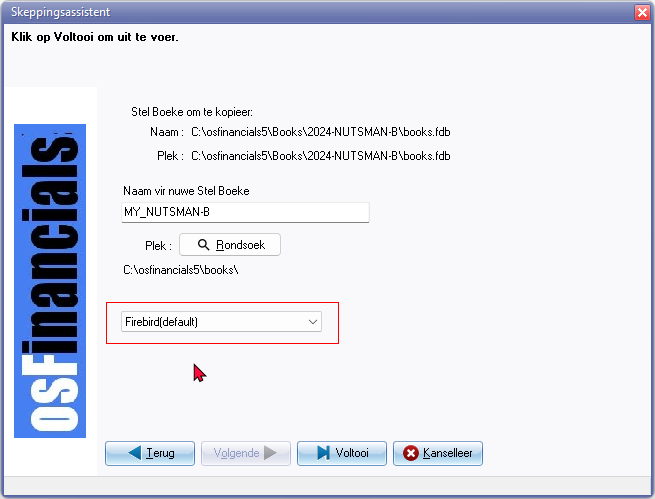 Skeppingsassistent
Klik op Voltooi om uit te voer.
osFinancials
Stel Boeke om te kopieer:
Naam : C:\osfinancials5\Books\2024-NUTSMAN-B\books.fdb
Plek : C:\osfinancials5\Books\2024-NUTSMAN-B\books.fdb
Naam vir nuwe Stel Boeke
MY_NUTSMAN-B
Plek : Rondsoek
C:\osfinancials5\books\
Firebird(default)
Terug Volgende Voltooi Kanselleer